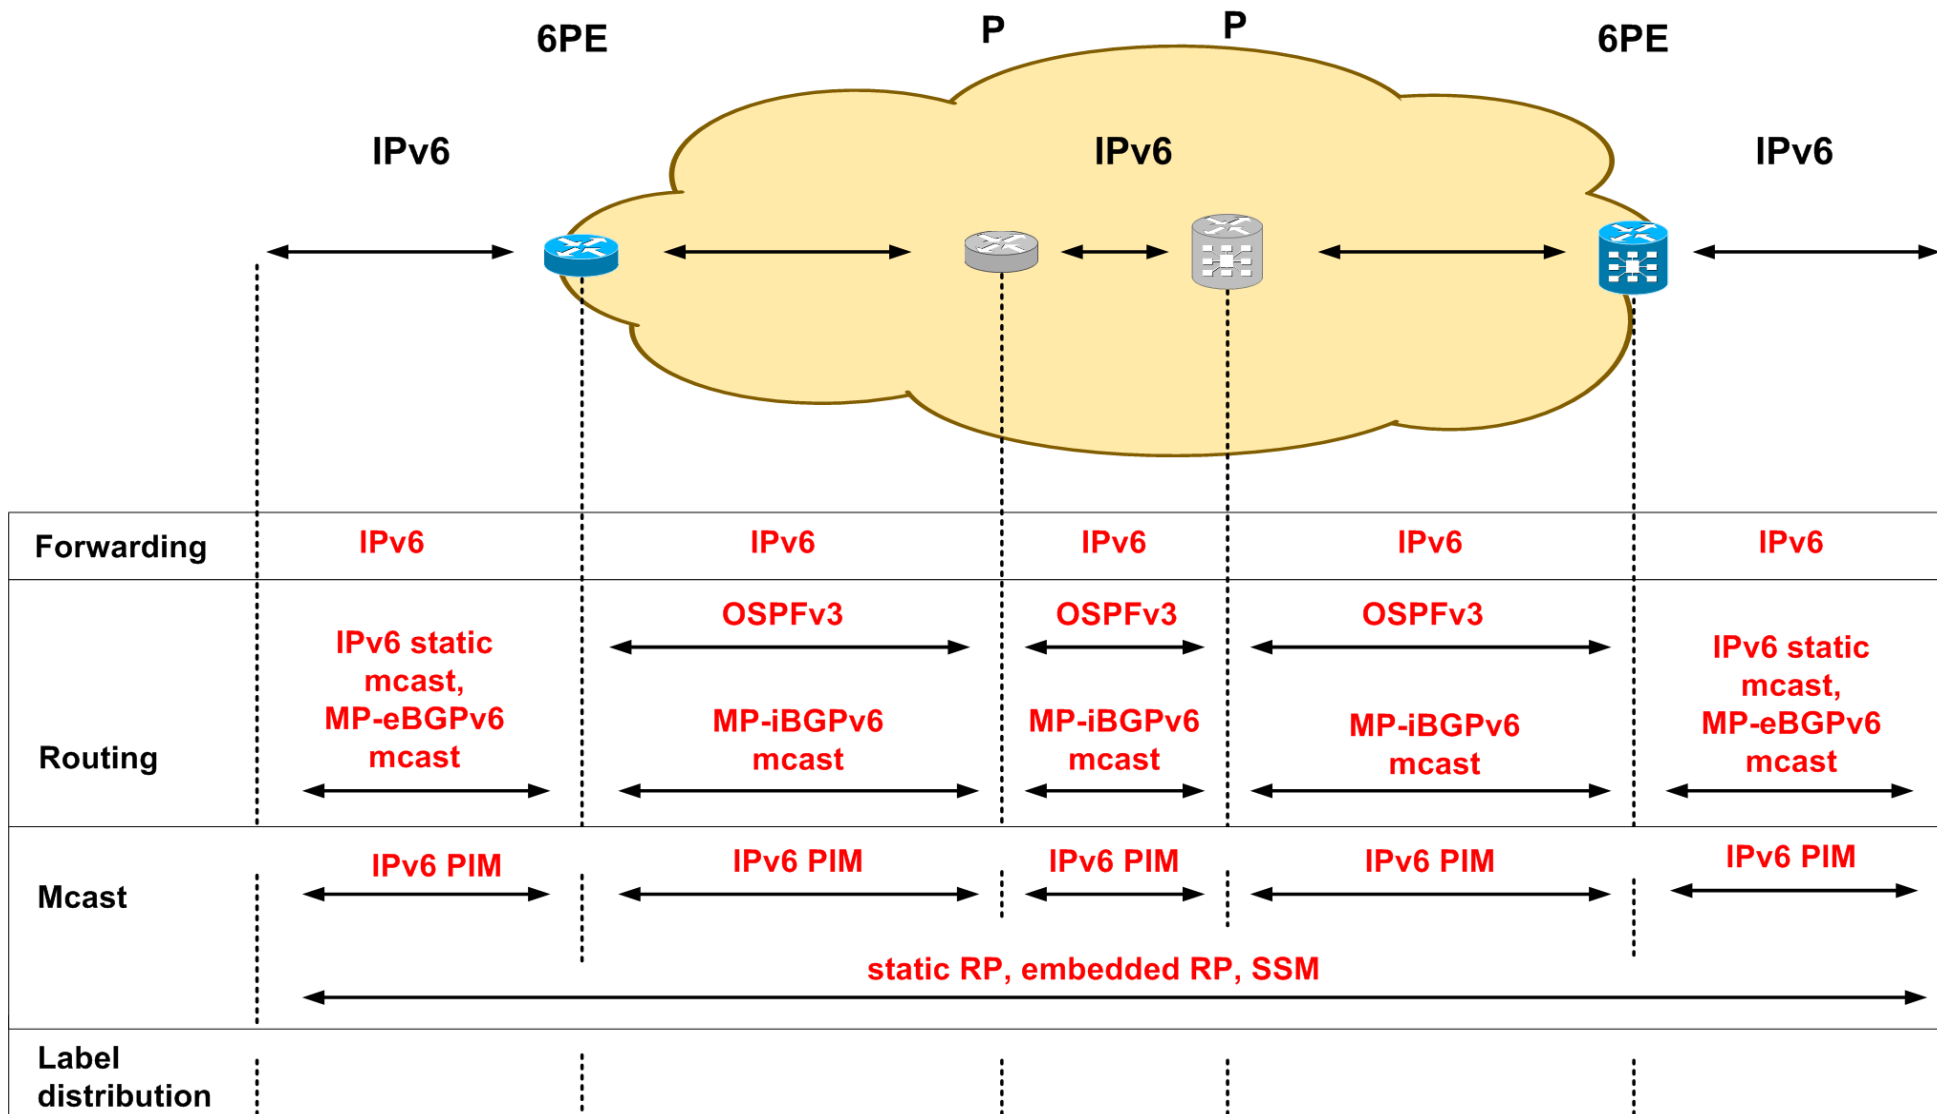 6PE
P
P
6PE
IPv6
IPv6
IPv6
Forwarding
IPv6
IPv6
IPv6
IPv6
IPv6
Routing
IPv6 static
mcast,
MP-eBGPv6
mcast
OSPFv3
MP-iBGPv6
mcast
OSPFv3
MP-iBGPv6
mcast
OSPFv3
MP-iBGPv6
mcast
IPv6 static
mcast,
MP-eBGPv6
mcast
Mcast
IPv6 PIM
IPv6 PIM
IPv6 PIM
IPv6 PIM
IPv6 PIM
static RP, embedded RP, SSM
Label
distribution